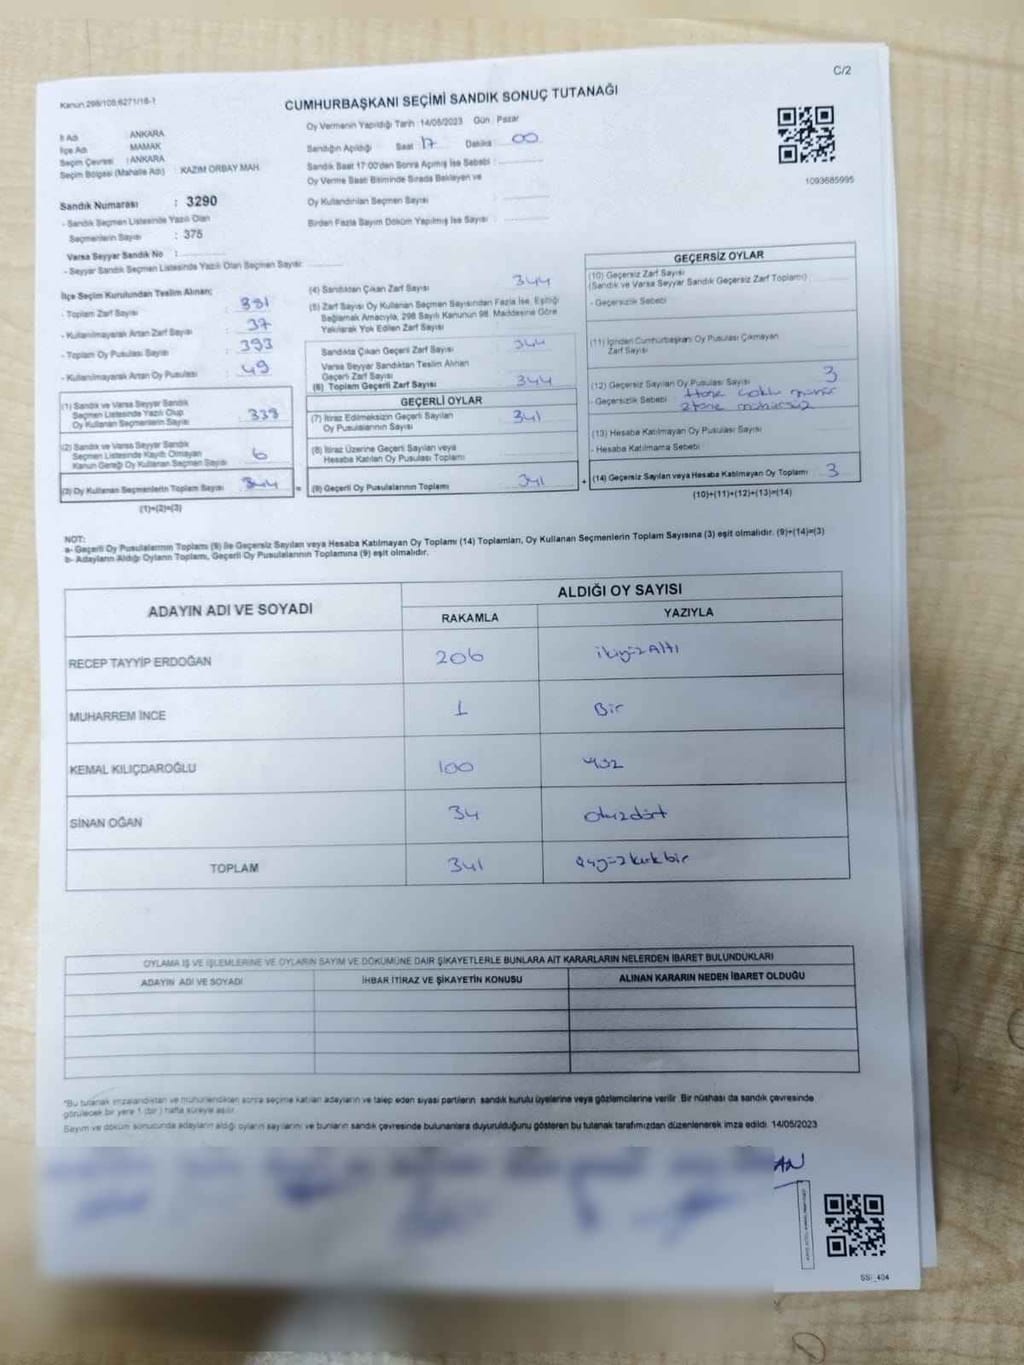 C/2
Kanun 298/105,6271/18-1
CUMHURBAŞKANI SEÇİMİ SANDIK SONUÇ TUTANAĞI
İl Adı : ANKARA
İlçe Adı : MAMAK
Seçim Çevresi : ANKARA
Seçim Bölgesi (Mahalle Adı) : KAZIM ORBAY MAH.
Oy Vermenin Yapıldığı Tarih : 14/05/2023 Gün : Pazar
Sandığın Açıldığı Saat 17 Dakika : 00
Sandık Saat 17:00'den Sonra Açılmış İse Sebebi :
Oy Verme Saati Bitiminde Sırada Bekleyen ve
Oy Kullandırılan Seçmen Sayısı :
Birden Fazla Sayım Döküm Yapılmış İse Sayısı :
1093685995
Sandık Numarası : 3290
- Sandık Seçmen Listesinde Yazılı Olan
Seçmenlerin Sayısı : 375
Varsa Seyyar Sandık No :
- Seyyar Sandık Seçmen Listesinde Yazılı Olan Seçmen Sayısı:
İlçe Seçim Kurulundan Teslim Alınan;
- Toplam Zarf Sayısı : 381
- Kullanılmayarak Artan Zarf Sayısı : 37
- Toplam Oy Pusulası Sayısı : 393
- Kullanılmayarak Artan Oy Pusulası : 49
(1) Sandık ve Varsa Seyyar Sandık
Seçmen Listesinde Yazılı Olup
Oy Kullanan Seçmen Sayısı : 338
(2) Sandık ve Varsa Seyyar Sandık
Seçmen Listesinde Kayıtlı Olmayan
Kanun Gereği Oy Kullanan Seçmen Sayısı 6
(3) Oy Kullanan Seçmenlerin Toplam Sayısı 344 =
(1)+(2)=(3)
(4) Sandıktan Çıkan Zarf Sayısı 344
(5) Zarf Sayısı Oy Kullanan Seçmen Sayısından Fazla İse, Eşitliği
Sağlamak Amacıyla, 298 Sayılı Kanunun 98. Maddesine Göre
Yakılarak Yok Edilen Zarf Sayısı
Sandıkta Çıkan Geçerli Zarf Sayısı 344
Varsa Seyyar Sandıktan Teslim Alınan
Geçerli Zarf Sayısı
(6) Toplam Geçerli Zarf Sayısı 344
GEÇERLİ OYLAR
(7) İtiraz Edilmeksizin Geçerli Sayılan
Oy Pusulalarının Sayısı 341
(8) İtiraz Üzerine Geçerli Sayılan veya
Hesaba Katılan Oy Pusulası Toplamı
(9) Geçerli Oy Pusulalarının Toplamı 341 +
GEÇERSİZ OYLAR
(10) Geçersiz Zarf Sayısı
(Sandık ve Varsa Seyyar Sandık Geçersiz Zarf Toplamı)
- Geçersizlik Sebebi
(11) İçinden Cumhurbaşkanı Oy Pusulası Çıkmayan
Zarf Sayısı
(12) Geçersiz Sayılan Oy Pusulası Sayısı 3
- Geçersizlik Sebebi 1tane çoklu mühür
2tane mühürsüz
(13) Hesaba Katılmayan Oy Pusulası Sayısı
- Hesaba Katılmama Sebebi
(14) Geçersiz Sayılan veya Hesaba Katılmayan Oy Toplamı 3
(10)+(11)+(12)+(13)=(14)
NOT:
a- Geçerli Oy Pusulalarının Toplamı (9) ile Geçersiz Sayılan veya Hesaba Katılmayan Oy Toplamı (14) Toplamları, Oy Kullanan Seçmenlerin Toplam Sayısına (3) eşit olmalıdır. (9)+(14)=(3)
b- Adayların Aldığı Oyların Toplamı, Geçerli Oy Pusulalarının Toplamına (9) eşit olmalıdır.
ADAYIN ADI VE SOYADI
ALDIĞI OY SAYISI
RAKAMLA YAZIYLA
RECEP TAYYİP ERDOĞAN 206 ikiyüzAltı
MUHARREM İNCE 1 Bir
KEMAL KILIÇDAROĞLU 100 yüz
SİNAN OĞAN 34 otuzdört
TOPLAM 341 üçyüzkırkbir
OYLAMA İŞ VE İŞLEMLERİNE VE OYLARIN SAYIM VE DÖKÜMÜNE DAİR ŞİKAYETLERLE BUNLARA AİT KARARLARIN NELERDEN İBARET BULUNDUKLARI
ADAYIN ADI VE SOYADI İHBAR İTİRAZ VE ŞİKAYETİN KONUSU ALINAN KARARIN NEDEN İBARET OLDUĞU
*Bu tutanak imzalandıktan ve mühürlendikten sonra seçime katılan adayların ve talep eden siyasi partilerin sandık kurulu üyelerine veya gözlemcilerine verilir. Bir nüshası da sandık çevresinde
görülecek bir yere 1 (bir) hafta süreyle asılır.
Sayım ve döküm sonucunda adayların aldığı oyların sayılarını ve bunların sandık çevresinde bulunanlara duyurulduğunu gösteren bu tutanak tarafımızdan düzenlenerek imza edildi. 14/05/2023
AN
SSİ_404